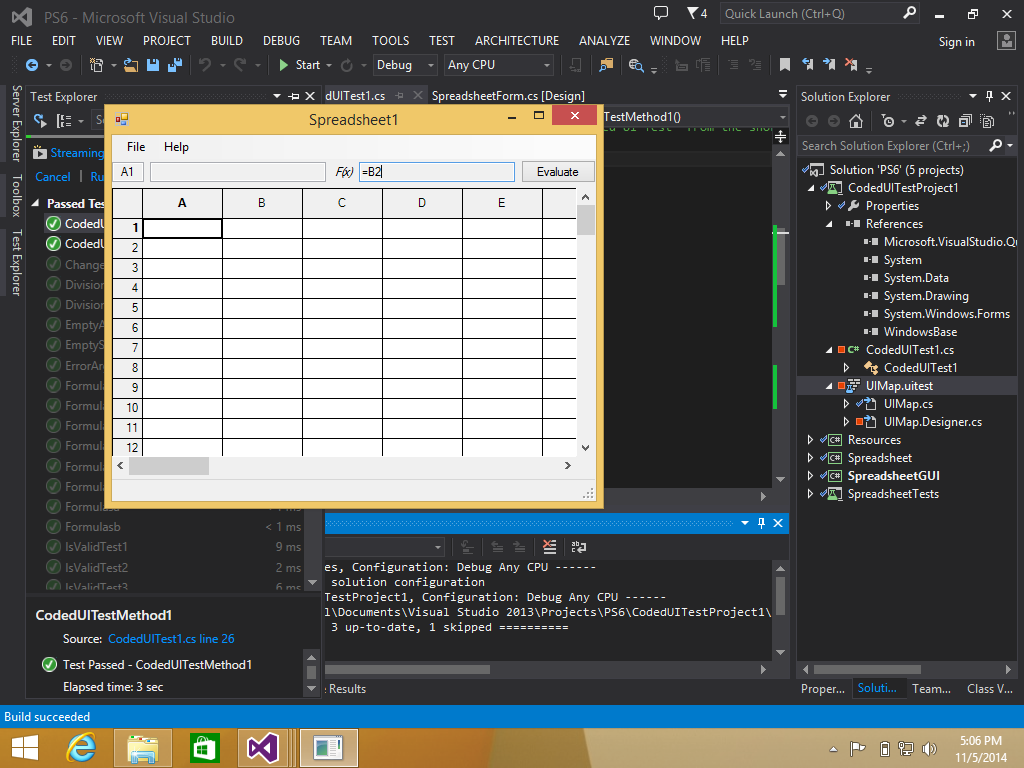 PS6 - Microsoft Visual Studio
4
Quick Launch (Ctrl+Q)
FILE EDIT VIEW PROJECT BUILD DEBUG TEAM TOOLS TEST ARCHITECTURE ANALYZE WINDOW HELP
Sign in
Start Debug Any CPU
Server Explorer
Toolbox
Test Explorer
Test Explorer
dUITest1.cs
SpreadsheetForm.cs [Design]
TestMethod1()
Streaming
Cancel | Ru
Passed Tes
CodedU
CodedU
Change
Division
Division
EmptyA
EmptyS
ErrorAr
Formula
Formula
Formula
Formula
Formula
Formula
Formulasb
Formulasb < 1 ms
IsValidTest1 9 ms
IsValidTest2 2 ms
IsValidTest3 6 ms
CodedUITestMethod1
Source: CodedUITest1.cs line 26
Test Passed - CodedUITestMethod1
Elapsed time: 3 sec
Spreadsheet1
File Help
A1 F(x) =B2 Evaluate
A B C D E
1
2
3
4
5
6
7
8
9
10
11
12
es, Configuration: Debug Any CPU ------
solution configuration
TestProject1, Configuration: Debug Any CPU ------
l\Documents\Visual Studio 2013\Projects\PS6\CodedUITestProject1\
3 up-to-date, 1 skipped ==========
: Results
Solution Explorer
Search Solution Explorer (Ctrl+;)
Solution 'PS6' (5 projects)
CodedUITestProject1
Properties
References
Microsoft.VisualStudio.Qu
System
System.Data
System.Drawing
System.Windows.Forms
WindowsBase
CodedUITest1.cs
CodedUITest1
UIMap.uitest
UIMap.cs
UIMap.Designer.cs
Resources
Spreadsheet
SpreadsheetGUI
SpreadsheetTests
Proper... Soluti... Team... Class V...
Build succeeded
5:06 PM
11/5/2014